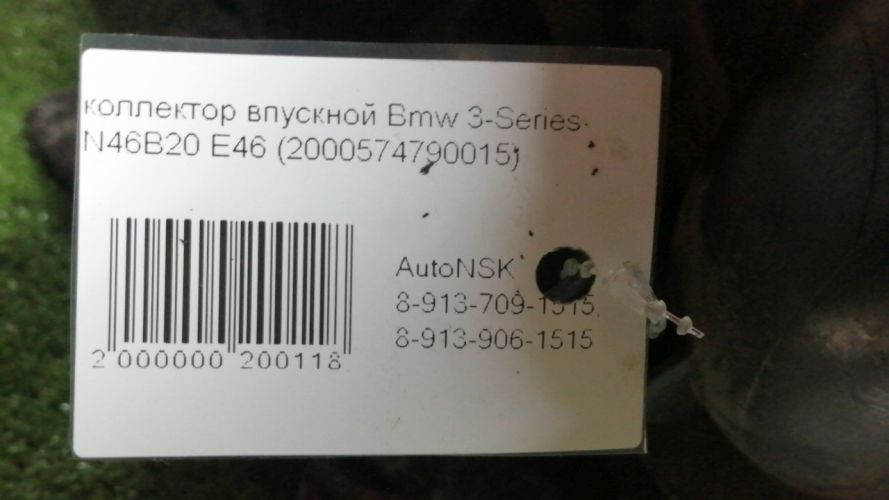 коллектор впускной Bmw 3-Series
N46B20 E46 (2000574790015)
AutoNSK
8-913-709-1515
8-913-906-1515
2 000000 200118